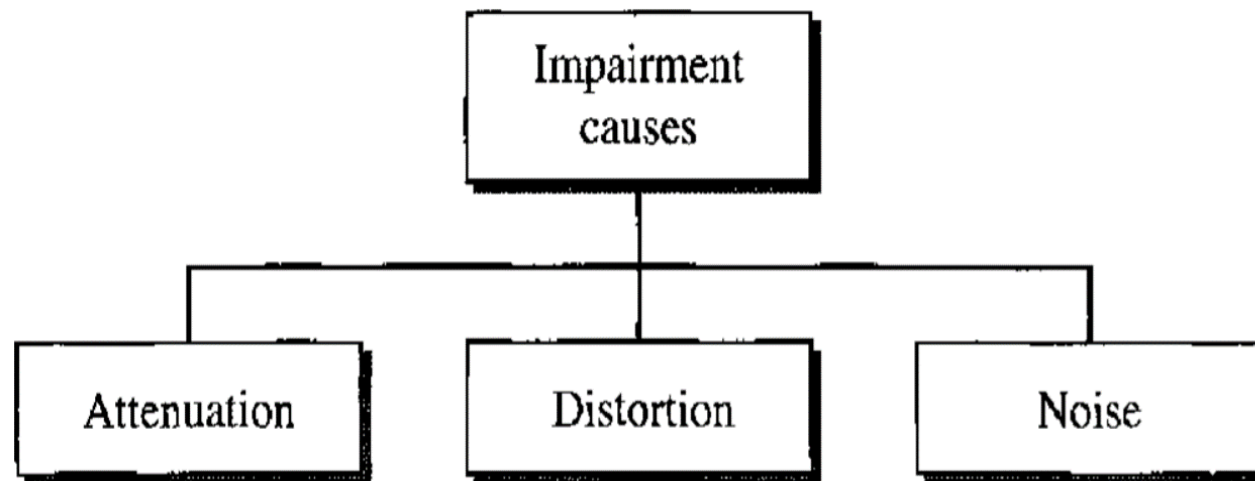 Impairment
causes
Attenuation
Distortion
Noise